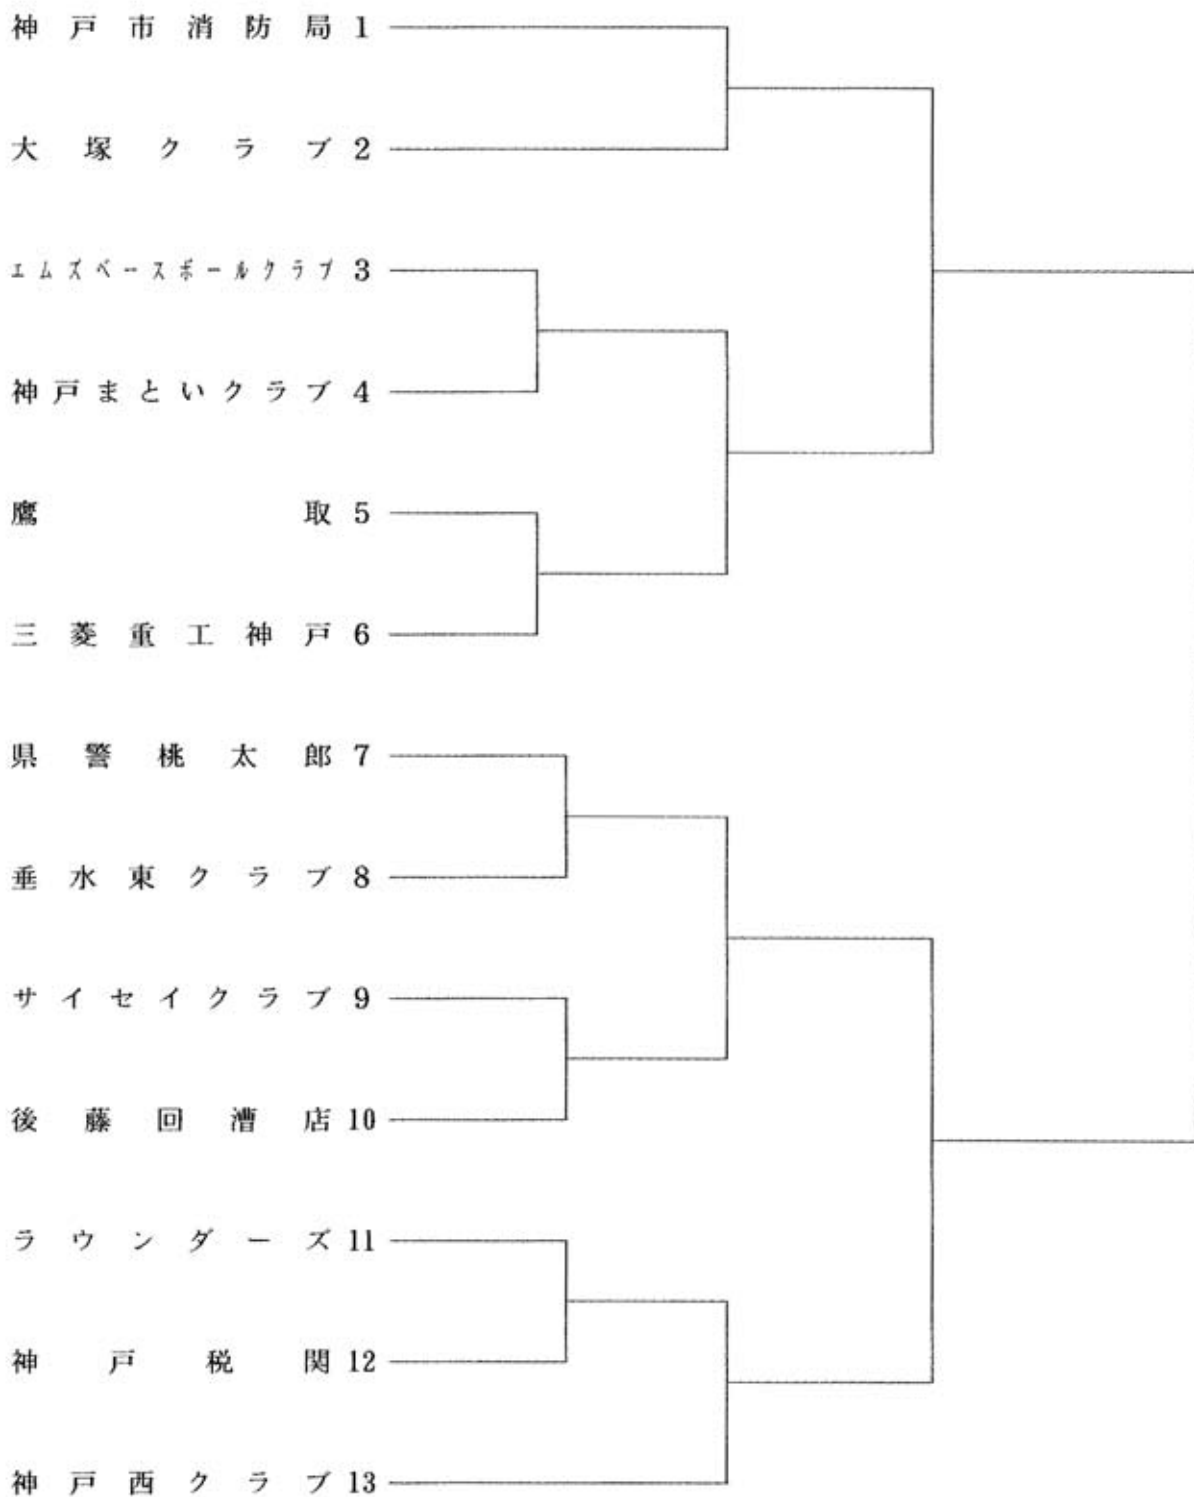 神戸市消防局 1
大塚クラブ 2
エムズベースボールクラブ 3
神戸まといクラブ 4
鷹取 5
三菱重工神戸 6
県警桃太郎 7
垂水東クラブ 8
サイセイクラブ 9
後藤回漕店 10
ラウンダーズ 11
神戸税関 12
神戸西クラブ 13